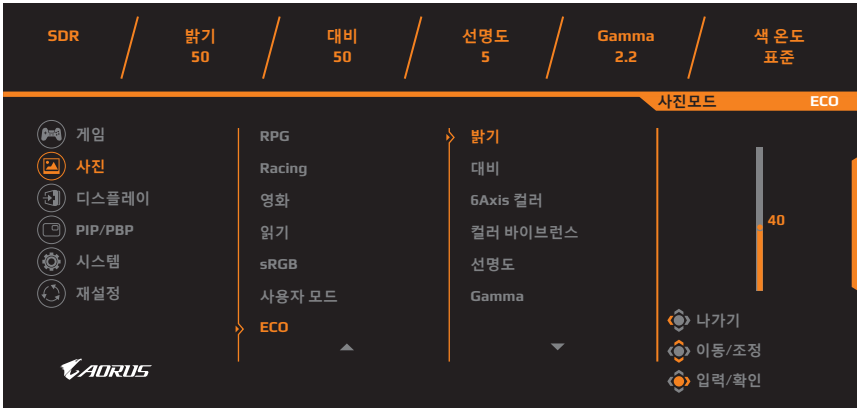 SDR
밝기
50
대비
50
선명도
5
Gamma
2.2
색 온도
표준
사진모드 ECO
게임
사진
디스플레이
PIP/PBP
시스템
재설정
RPG
Racing
영화
읽기
sRGB
사용자 모드
ECO
밝기
대비
6Axis 컬러
컬러 바이브런스
선명도
Gamma
40
나가기
이동/조정
입력/확인
AORUS